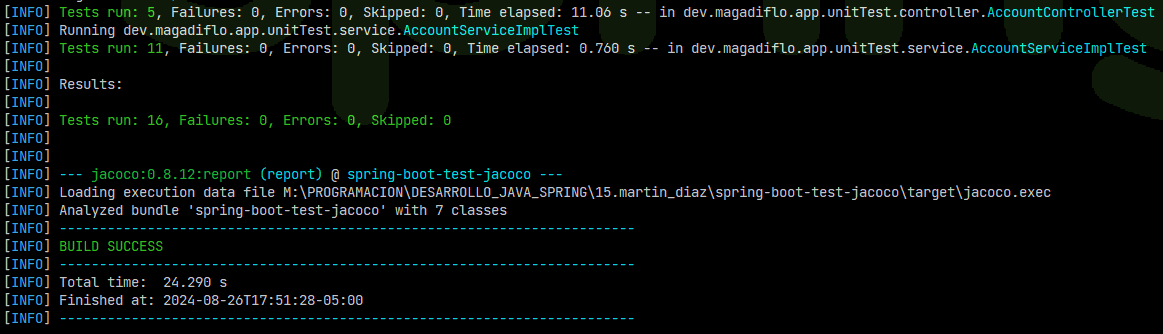 [INFO] Tests run: 5, Failures: 0, Errors: 0, Skipped: 0, Time elapsed: 11.06 s -- in dev.magadiflo.app.unitTest.controller.AccountControllerTest
[INFO] Running dev.magadiflo.app.unitTest.service.AccountServiceImplTest
[INFO] Tests run: 11, Failures: 0, Errors: 0, Skipped: 0, Time elapsed: 0.760 s -- in dev.magadiflo.app.unitTest.service.AccountServiceImplTest
[INFO]
[INFO] Results:
[INFO]
[INFO] Tests run: 16, Failures: 0, Errors: 0, Skipped: 0
[INFO]
[INFO]
[INFO] --- jacoco:0.8.12:report (report) @ spring-boot-test-jacoco ---
[INFO] Loading execution data file M:\PROGRAMACION\DESARROLLO_JAVA_SPRING\15.martin_diaz\spring-boot-test-jacoco\target\jacoco.exec
[INFO] Analyzed bundle 'spring-boot-test-jacoco' with 7 classes
[INFO] ------------------------------------------------------------------------
[INFO] BUILD SUCCESS
[INFO] ------------------------------------------------------------------------
[INFO] Total time:  24.290 s
[INFO] Finished at: 2024-08-26T17:51:28-05:00
[INFO] ------------------------------------------------------------------------